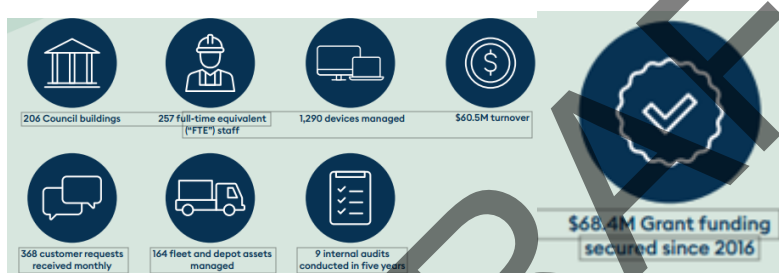 206 Council buildings
257 full-time equivalent
("FTE") staff
1,290 devices managed
$60.5M turnover
368 customer requests
received monthly
164 fleet and depot assets
managed
9 internal audits
conducted in five years
$68.4M Grant funding
secured since 2016